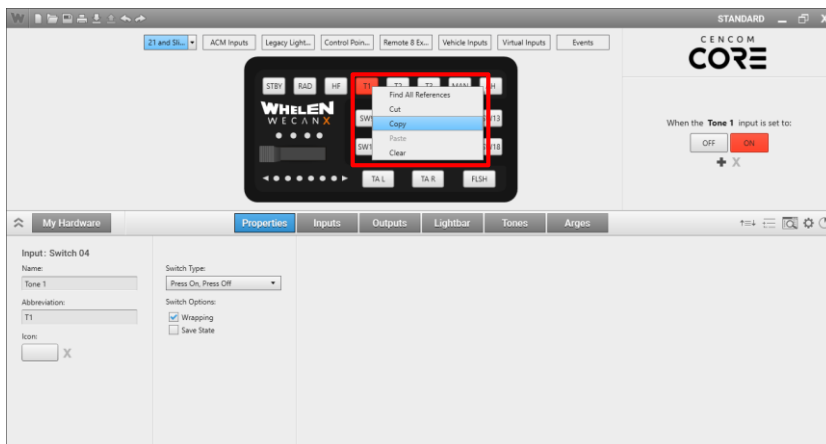 STANDARD
21 and Sli...
ACM Inputs
Legacy Light...
Control Poin...
Remote 8 Ex...
Vehicle Inputs
Virtual Inputs
Events
CENCOM
CORE
STBY
RAD
HF
T1
T2
T3
MAN
Find All References
Cut
Copy
Paste
Clear
WHELEN
WECANX
TA L
TA R
FLSH
When the Tone 1 input is set to:
OFF
ON
My Hardware
Properties
Inputs
Outputs
Lightbar
Tones
Arges
Input: Switch 04
Name:
Tone 1
Abbreviation:
T1
Icon:
Switch Type:
Press On, Press Off
Switch Options:
Wrapping
Save State